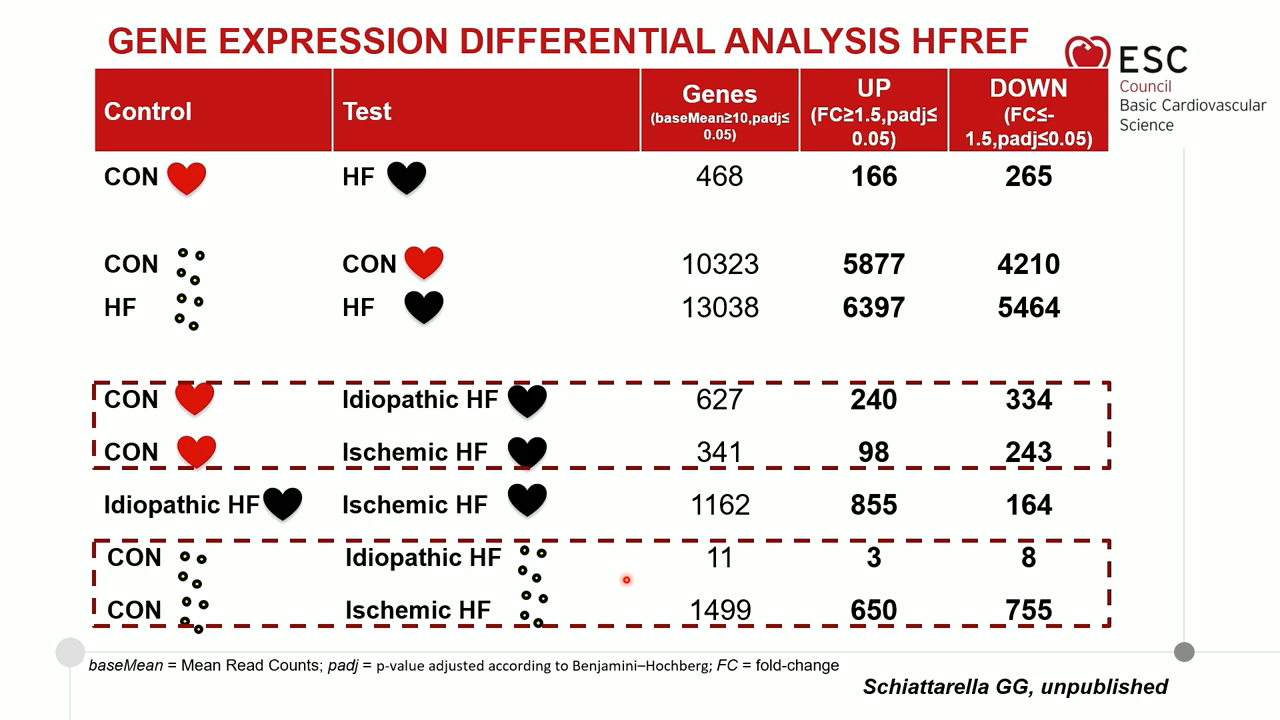 GENE EXPRESSION DIFFERENTIAL ANALYSIS HFREF
ESC
Council
Basic Cardiovascular
Science
Control Test Genes UP DOWN
(baseMean≥10,padj≤
0.05)
(FC≥1.5,padj≤
0.05)
(FC≤-
1.5,padj≤0.05)
CON HF 468 166 265
CON CON 10323 5877 4210
HF HF 13038 6397 5464
CON Idiopathic HF 627 240 334
CON Ischemic HF 341 98 243
Idiopathic HF Ischemic HF 1162 855 164
CON Idiopathic HF 11 3 8
CON Ischemic HF 1499 650 755
baseMean = Mean Read Counts; padj = p-value adjusted according to Benjamini–Hochberg; FC = fold-change
Schiattarella GG, unpublished